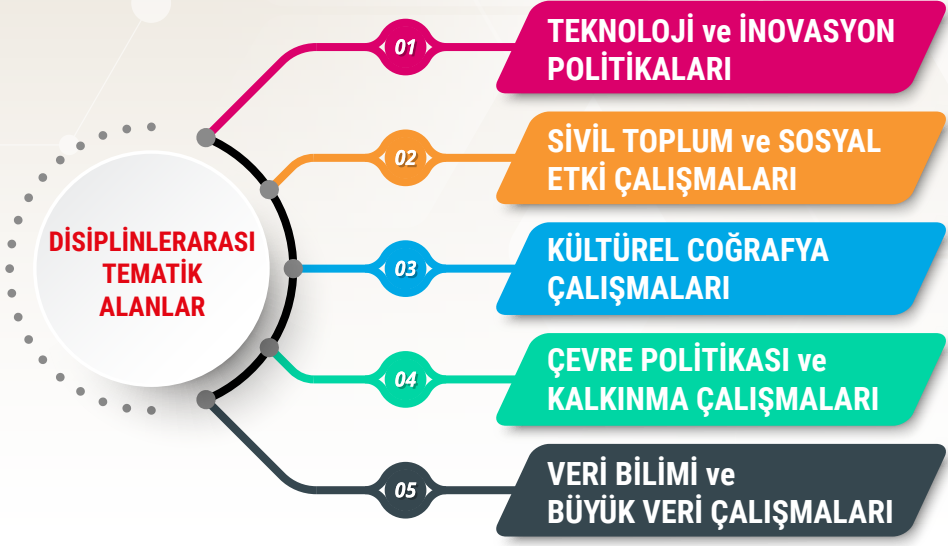 DİSİPLİNLERARASI
TEMATİK
ALANLAR
01
TEKNOLOJİ ve İNOVASYON
POLİTİKALARI
02
SİVİL TOPLUM ve SOSYAL
ETKİ ÇALIŞMALARI
03
KÜLTÜREL COĞRAFYA
ÇALIŞMALARI
04
ÇEVRE POLİTİKASI ve
KALKINMA ÇALIŞMALARI
05
VERİ BİLİMİ ve
BÜYÜK VERİ ÇALIŞMALARI